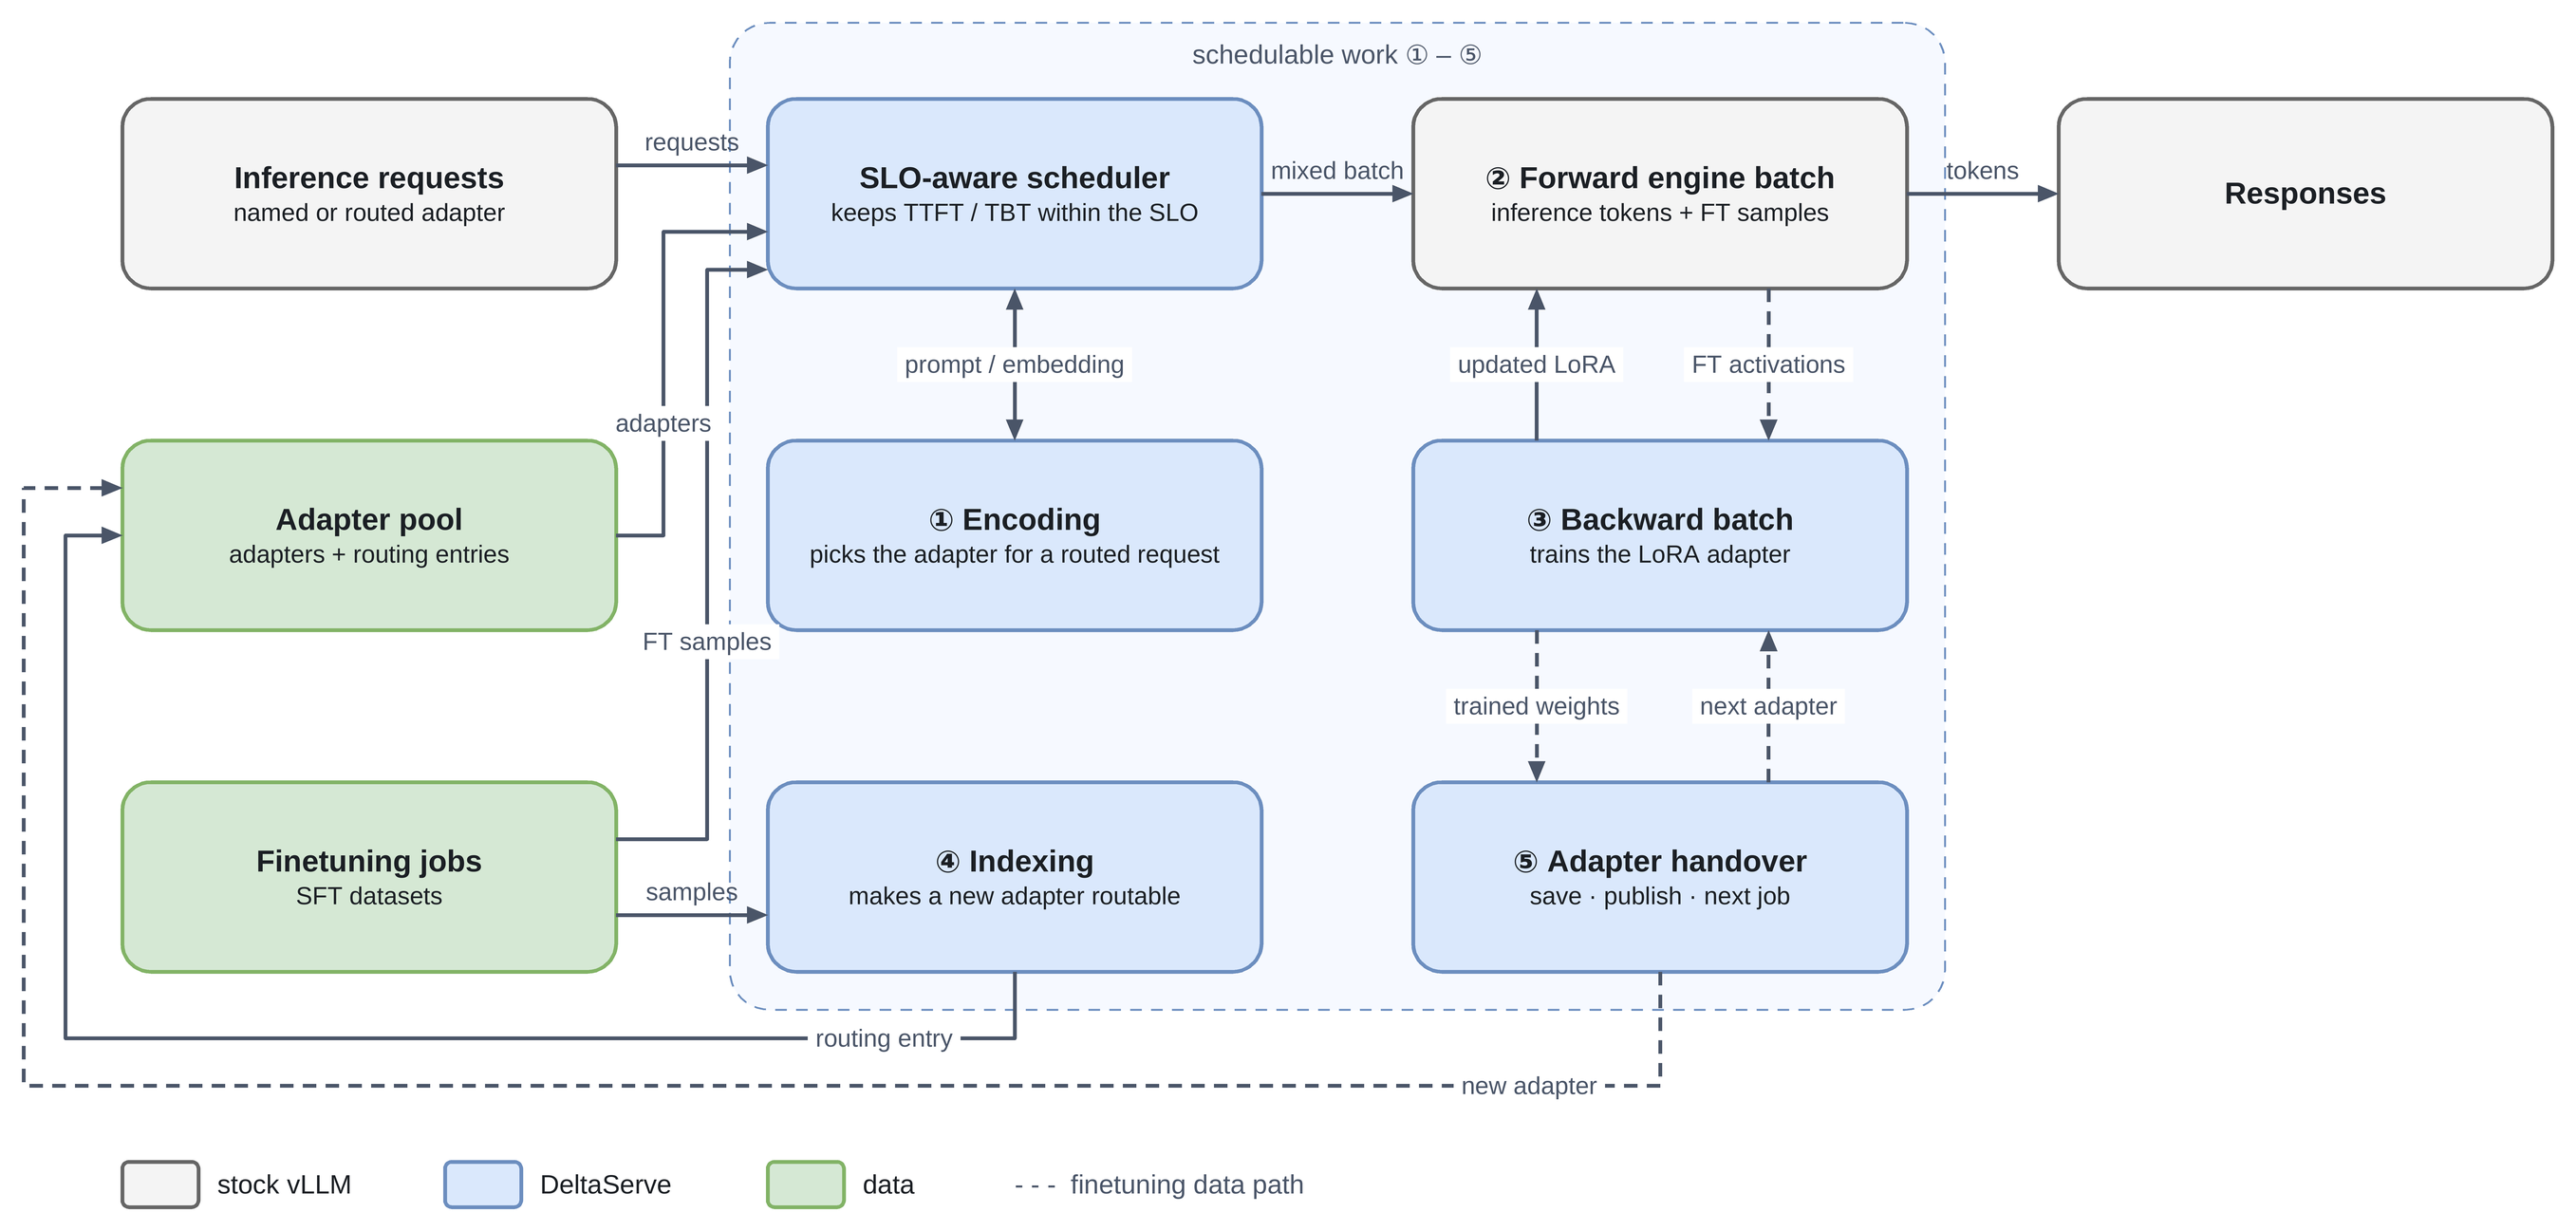 schedulable work ① – ⑤
Inference requests
named or routed adapter
requests
SLO-aware scheduler
keeps TTFT / TBT within the SLO
mixed batch
② Forward engine batch
inference tokens + FT samples
tokens
Responses
prompt / embedding
updated LoRA
FT activations
adapters
Adapter pool
adapters + routing entries
① Encoding
picks the adapter for a routed request
③ Backward batch
trains the LoRA adapter
FT samples
trained weights
next adapter
Finetuning jobs
SFT datasets
samples
④ Indexing
makes a new adapter routable
⑤ Adapter handover
save · publish · next job
routing entry
new adapter
stock vLLM
DeltaServe
data
--- finetuning data path